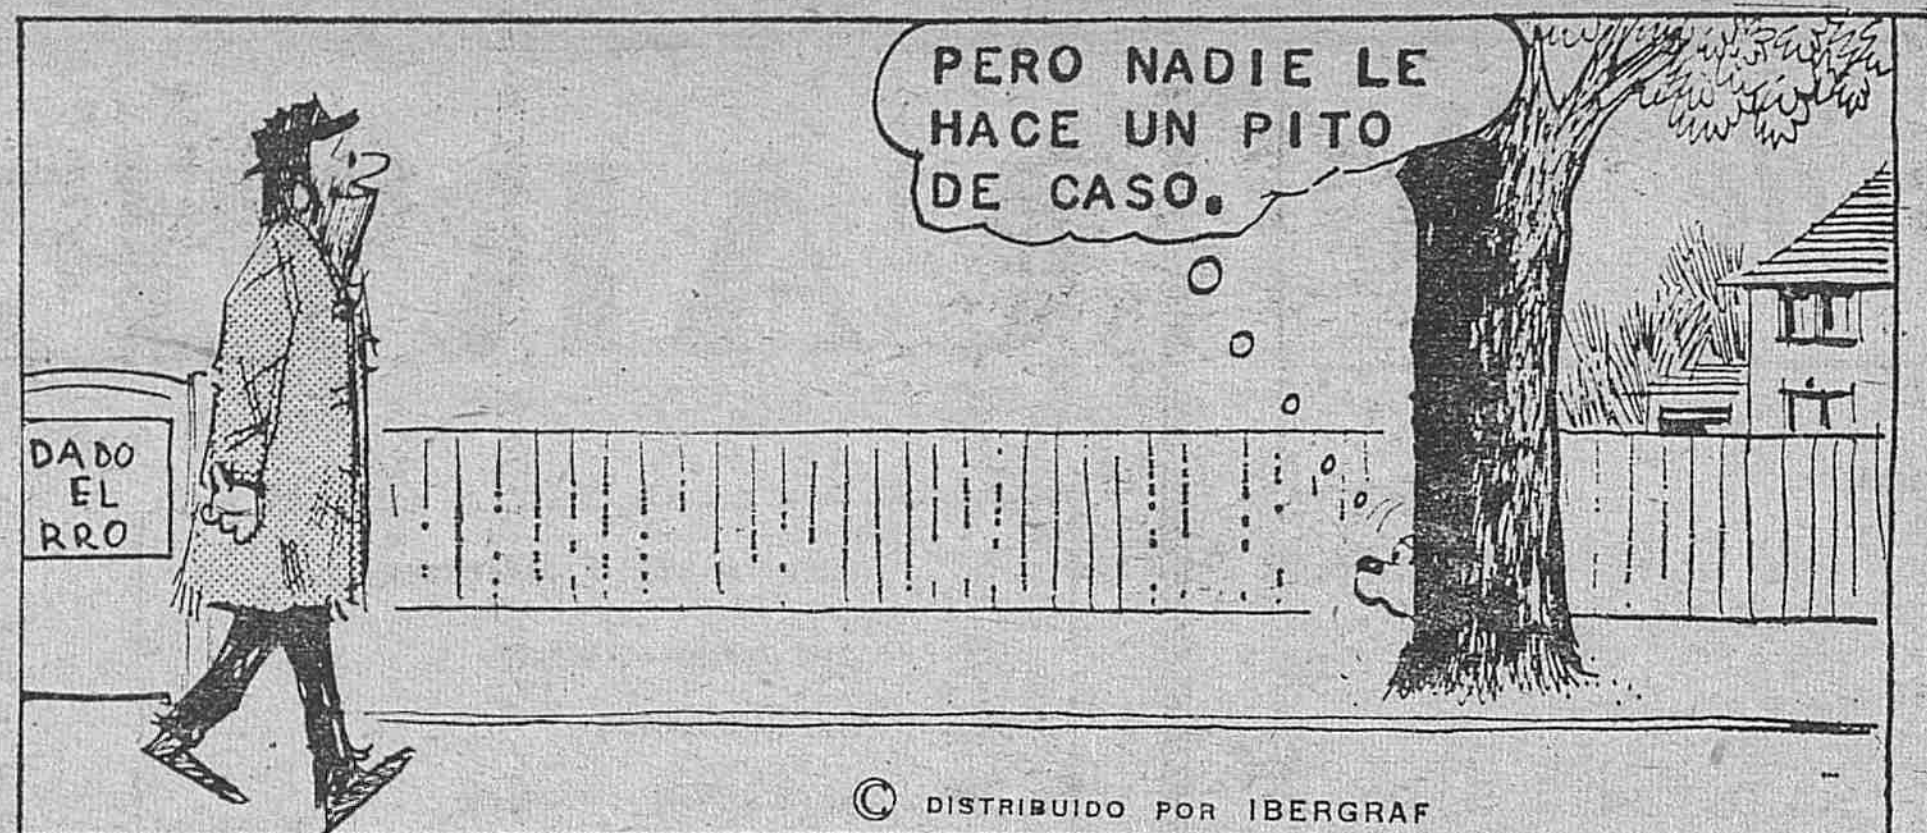 PERO NADIE LE
HACE UN PITO
DE CASO.
DADO
EL
RRO
© DISTRIBUIDO POR IBERGRAF